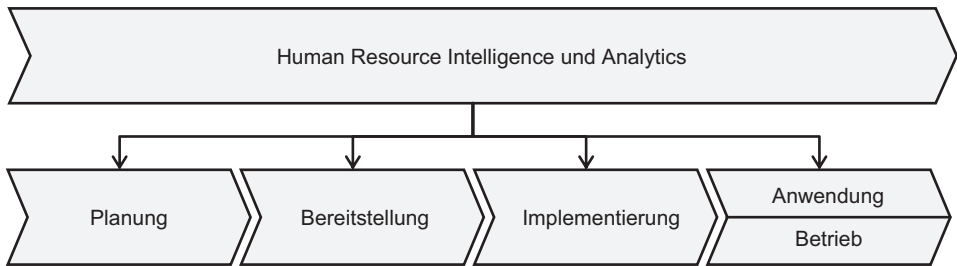 Human Resource Intelligence und Analytics
Planung
Bereitstellung
Implementierung
Anwendung
Betrieb